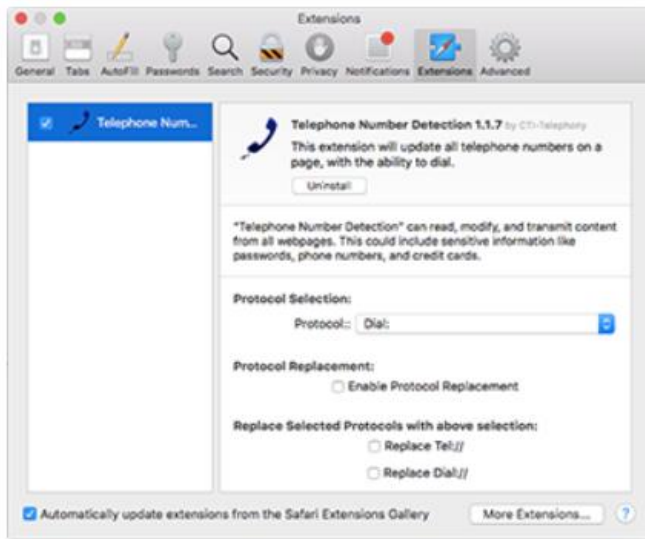 Extensions
General Tabs AutoFill Passwords Search Security Privacy Notifications Extensions Advanced
Telephone Num...
Telephone Number Detection 1.1.7 by CTI-Telephony
This extension will update all telephone numbers on a
page, with the ability to dial.
Uninstall
"Telephone Number Detection" can read, modify, and transmit content
from all webpages. This could include sensitive information like
passwords, phone numbers, and credit cards.
Protocol Selection:
Protocol:: Dial:
Protocol Replacement:
Enable Protocol Replacement
Replace Selected Protocols with above selection:
Replace Tel://
Replace Dial://
Automatically update extensions from the Safari Extensions Gallery More Extensions... ?